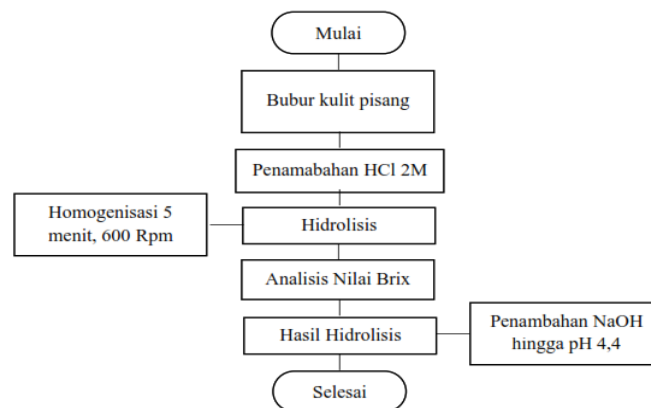 Mulai
Bubur kulit pisang
Penamabahan HCl 2M
Homogenisasi 5
menit, 600 Rpm
Hidrolisis
Analisis Nilai Brix
Hasil Hidrolisis
Penambahan NaOH
hingga pH 4,4
Selesai